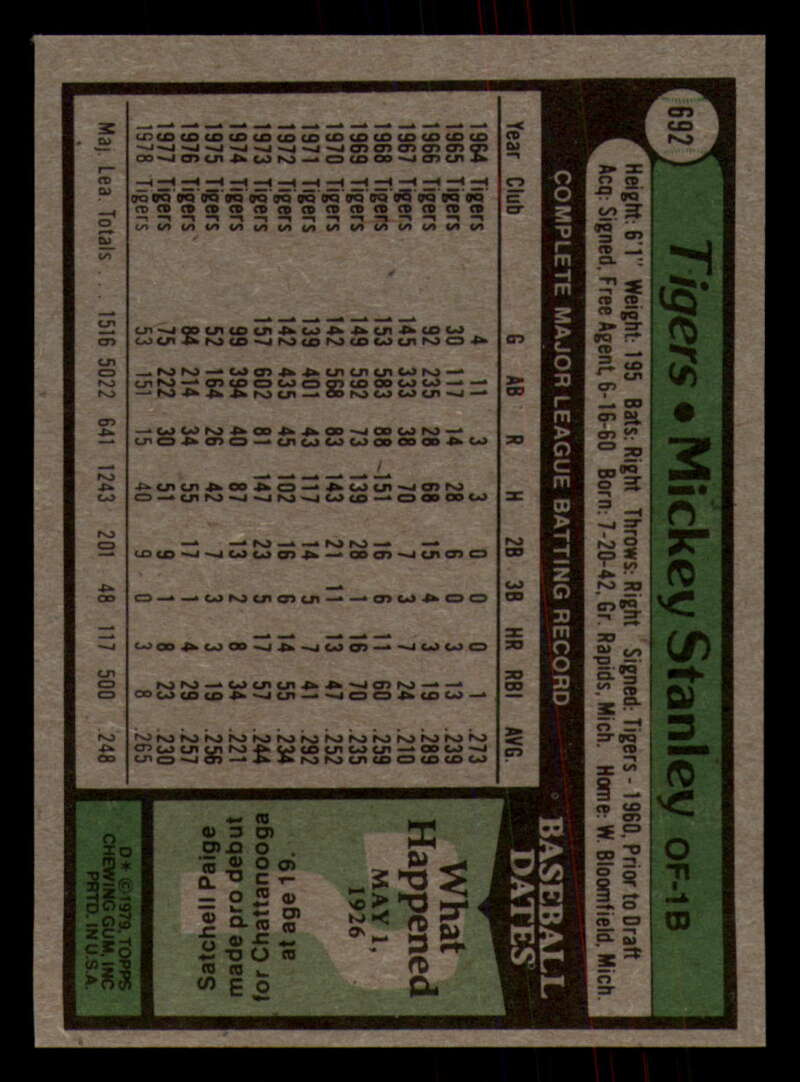 692
Tigers • Mickey Stanley OF-1B
Height: 6'1" Weight: 195 Bats: Right Throws: Right Signed: Tigers - 1960, Prior to Draft
Acq: Signed, Free Agent, 6-16-60 Born: 7-20-42, Gr. Rapids, Mich. Home: W. Bloomfield, Mich.
COMPLETE MAJOR LEAGUE BATTING RECORD
Year Club G AB R H 2B 3B HR RBI AVG.
1964 Tigers 4 11 3 3 0 0 0 1 .273
1965 Tigers 30 117 14 28 6 0 3 13 .239
1966 Tigers 92 235 28 68 15 4 3 19 .289
1967 Tigers 145 333 38 70 7 3 7 24 .210
1968 Tigers 153 583 88 151 16 6 11 60 .259
1969 Tigers 149 592 73 139 28 1 16 70 .235
1970 Tigers 142 568 83 143 21 11 13 47 .252
1971 Tigers 139 401 43 117 14 5 7 41 .292
1972 Tigers 142 435 45 102 16 6 14 55 .234
1973 Tigers 157 602 81 147 23 5 17 57 .244
1974 Tigers 99 394 40 87 13 2 8 34 .221
1975 Tigers 52 164 26 42 7 3 3 19 .256
1976 Tigers 84 214 34 55 17 1 4 29 .257
1977 Tigers 75 222 30 51 9 1 8 23 .230
1978 Tigers 53 151 15 40 9 0 3 8 .265
Maj. Lea. Totals . . . 1516 5022 641 1243 201 48 117 500 .248
BASEBALL
DATES
What
Happened
MAY 1,
1926
Satchell Paige
made pro debut
for Chattanooga
at age 19.
D* ©1979, TOPPS
CHEWING GUM, INC
PRTD. IN U.S.A.